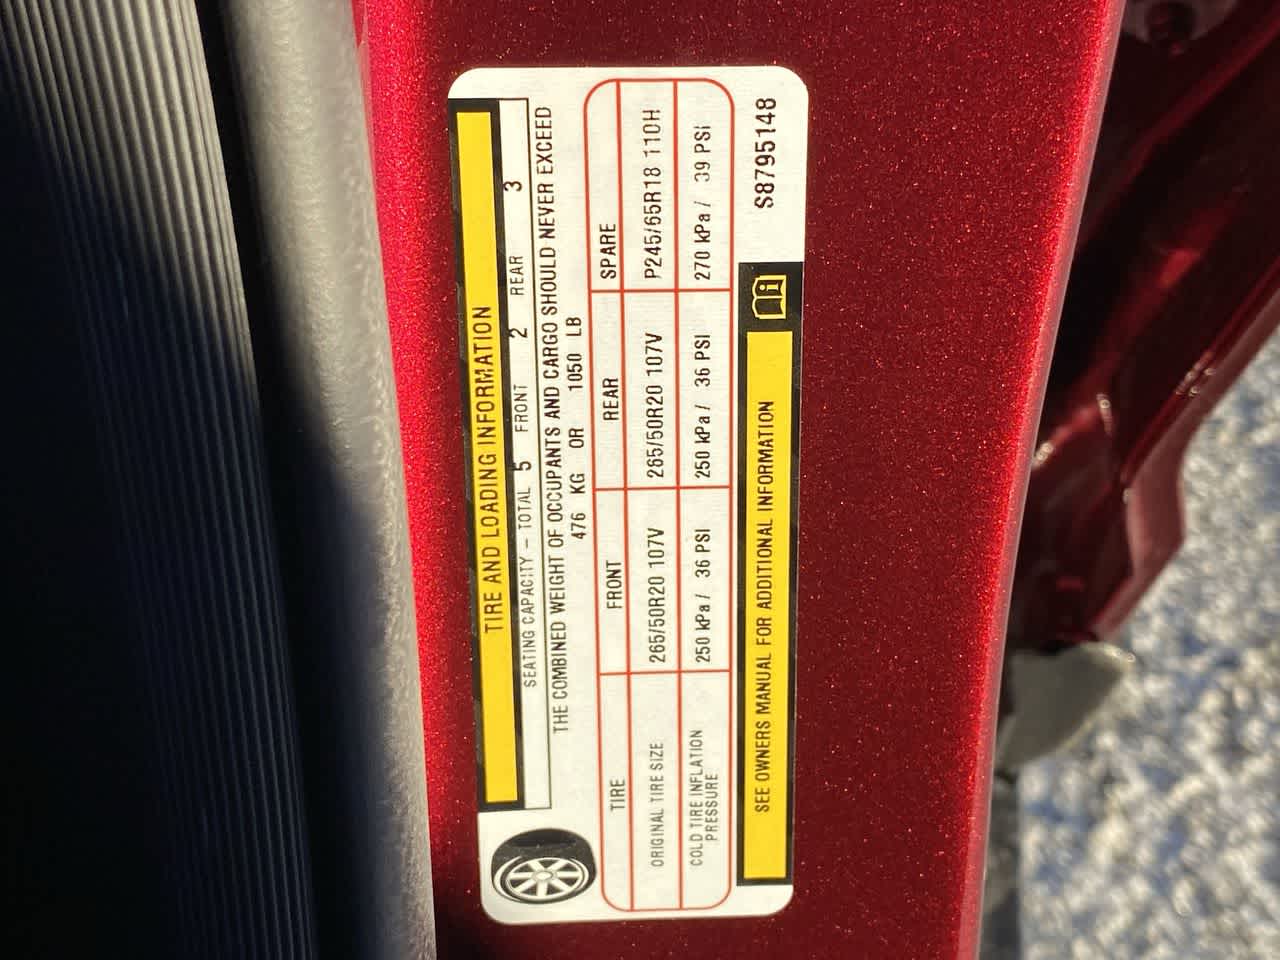 TIRE AND LOADING INFORMATION
SEATING CAPACITY – TOTAL 5 FRONT 2 REAR 3
THE COMBINED WEIGHT OF OCCUPANTS AND CARGO SHOULD NEVER EXCEED
476 KG OR 1050 LB
TIRE FRONT REAR SPARE
ORIGINAL TIRE SIZE 265/50R20 107V 265/50R20 107V P245/65R18 110H
COLD TIRE INFLATION
PRESSURE 250 kPa / 36 PSI 250 kPa / 36 PSI 270 kPa / 39 PSI
SEE OWNERS MANUAL FOR ADDITIONAL INFORMATION
S8795148